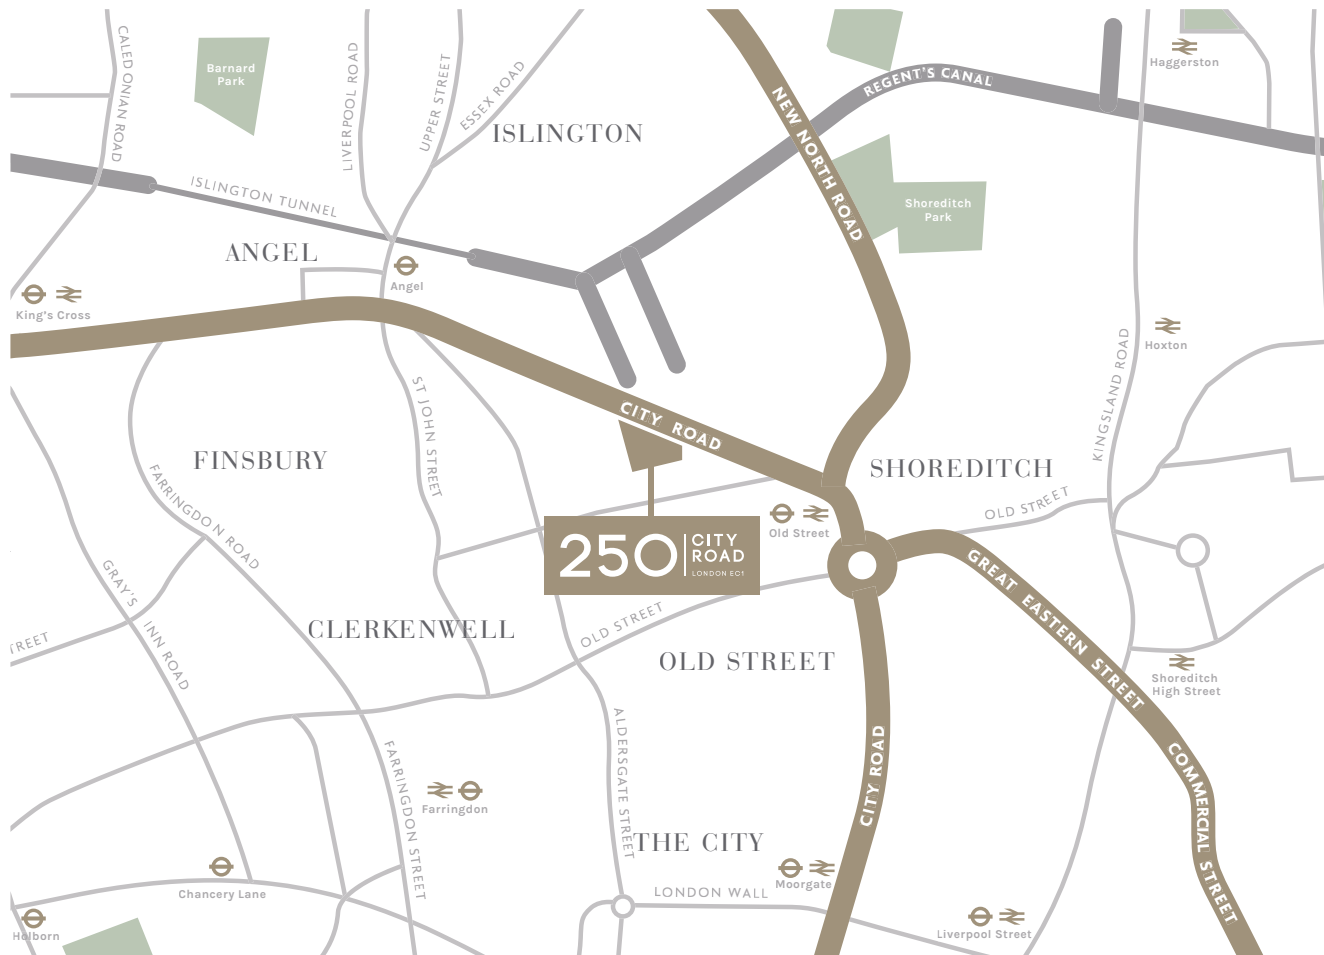 CALEDONIAN ROAD
Barnard
Park
LIVERPOOL ROAD
UPPER STREET
ESSEX ROAD
ISLINGTON
NEW NORTH ROAD
REGENT'S CANAL
Haggerston
ISLINGTON TUNNEL
Shoreditch
Park
ANGEL
Angel
King's Cross
Hoxton
KINGSLAND ROAD
ST JOHN STREET
CITY ROAD
FINSBURY
SHOREDITCH
FARRINGDON ROAD
OLD STREET
Old Street
250
CITY
ROAD
LONDON EC1
GREAT EASTERN STREET
GRAY'S INN ROAD
CLERKENWELL
OLD STREET
TREET
OLD STREET
Shoreditch
High Street
ALDERSGATE STREET
CITY ROAD
FARRINGDON STREET
COMMERCIAL STREET
Farringdon
THE CITY
Moorgate
Chancery Lane
LONDON WALL
Holborn
Liverpool Street